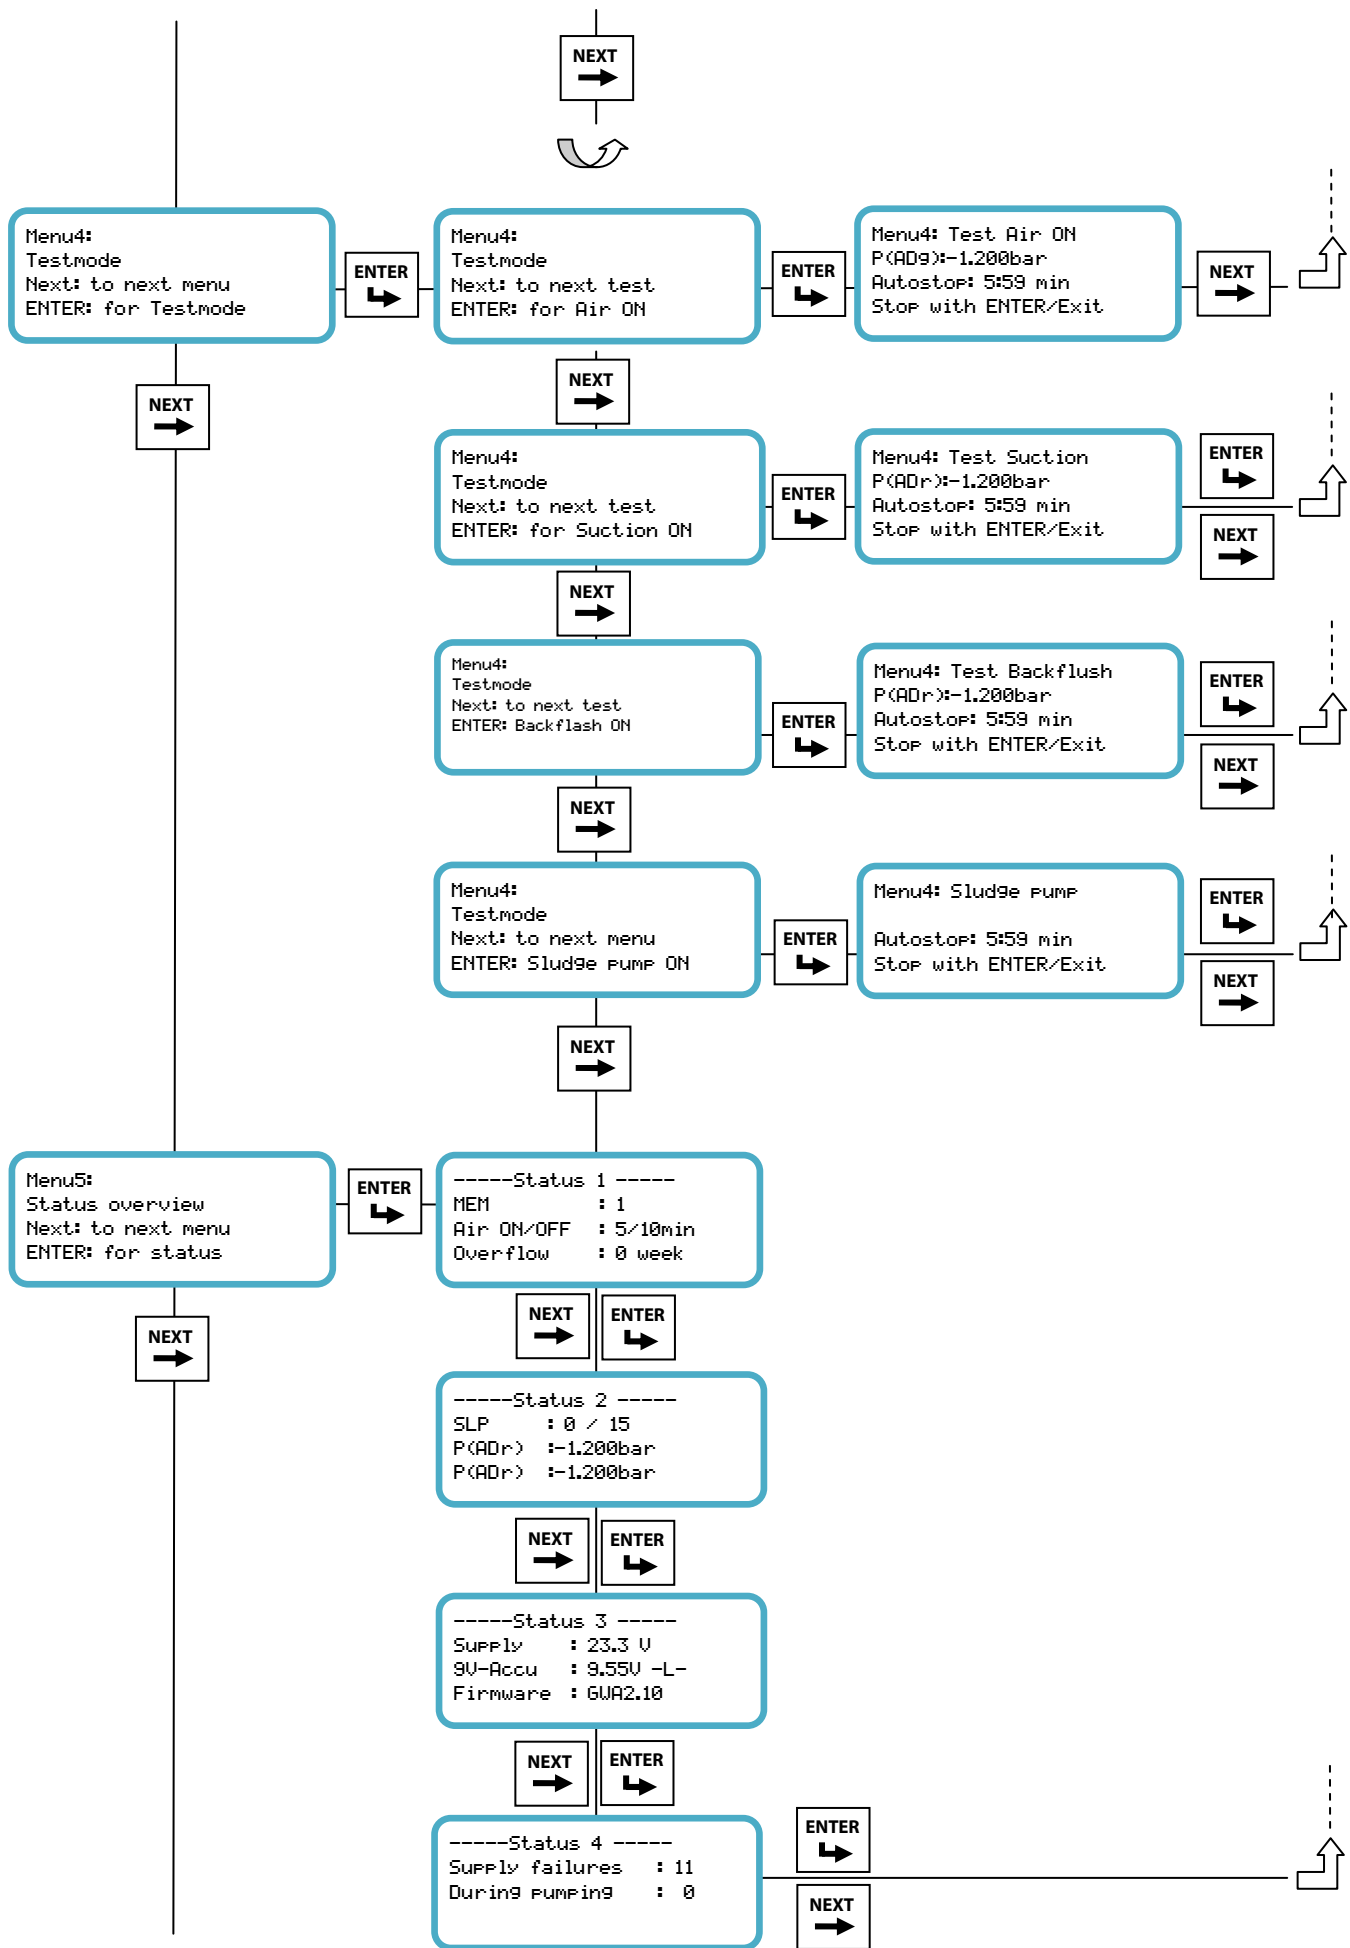 NEXT
Menu4:
Testmode
Next: to next menu
ENTER: for Testmode
ENTER
Menu4:
Testmode
Next: to next test
ENTER: for Air ON
ENTER
Menu4: Test Air ON
P(ADg):-1.200bar
Autostop: 5:59 min
Stop with ENTER/Exit
NEXT
NEXT
NEXT
Menu4:
Testmode
Next: to next test
ENTER: for Suction ON
ENTER
Menu4: Test Suction
P(ADr):-1.200bar
Autostop: 5:59 min
Stop with ENTER/Exit
ENTER
NEXT
NEXT
Menu4:
Testmode
Next: to next test
ENTER: Backflash ON
ENTER
Menu4: Test Backflush
P(ADr):-1.200bar
Autostop: 5:59 min
Stop with ENTER/Exit
ENTER
NEXT
NEXT
Menu4:
Testmode
Next: to next menu
ENTER: Sludge pump ON
ENTER
Menu4: Sludge pump
Autostop: 5:59 min
Stop with ENTER/Exit
ENTER
NEXT
NEXT
Menu5:
Status overview
Next: to next menu
ENTER: for status
ENTER
-----Status 1 -----
MEM : 1
Air ON/OFF : 5/10min
Overflow : 0 week
NEXT
NEXT
ENTER
-----Status 2 -----
SLP : 0 / 15
P(ADr) :-1.200bar
P(ADr) :-1.200bar
NEXT
ENTER
-----Status 3 -----
Supply : 23.3 V
9V-Accu : 9.55V -L-
Firmware : GWA2.10
NEXT
ENTER
-----Status 4 -----
Supply failures : 11
During pumping : 0
ENTER
NEXT